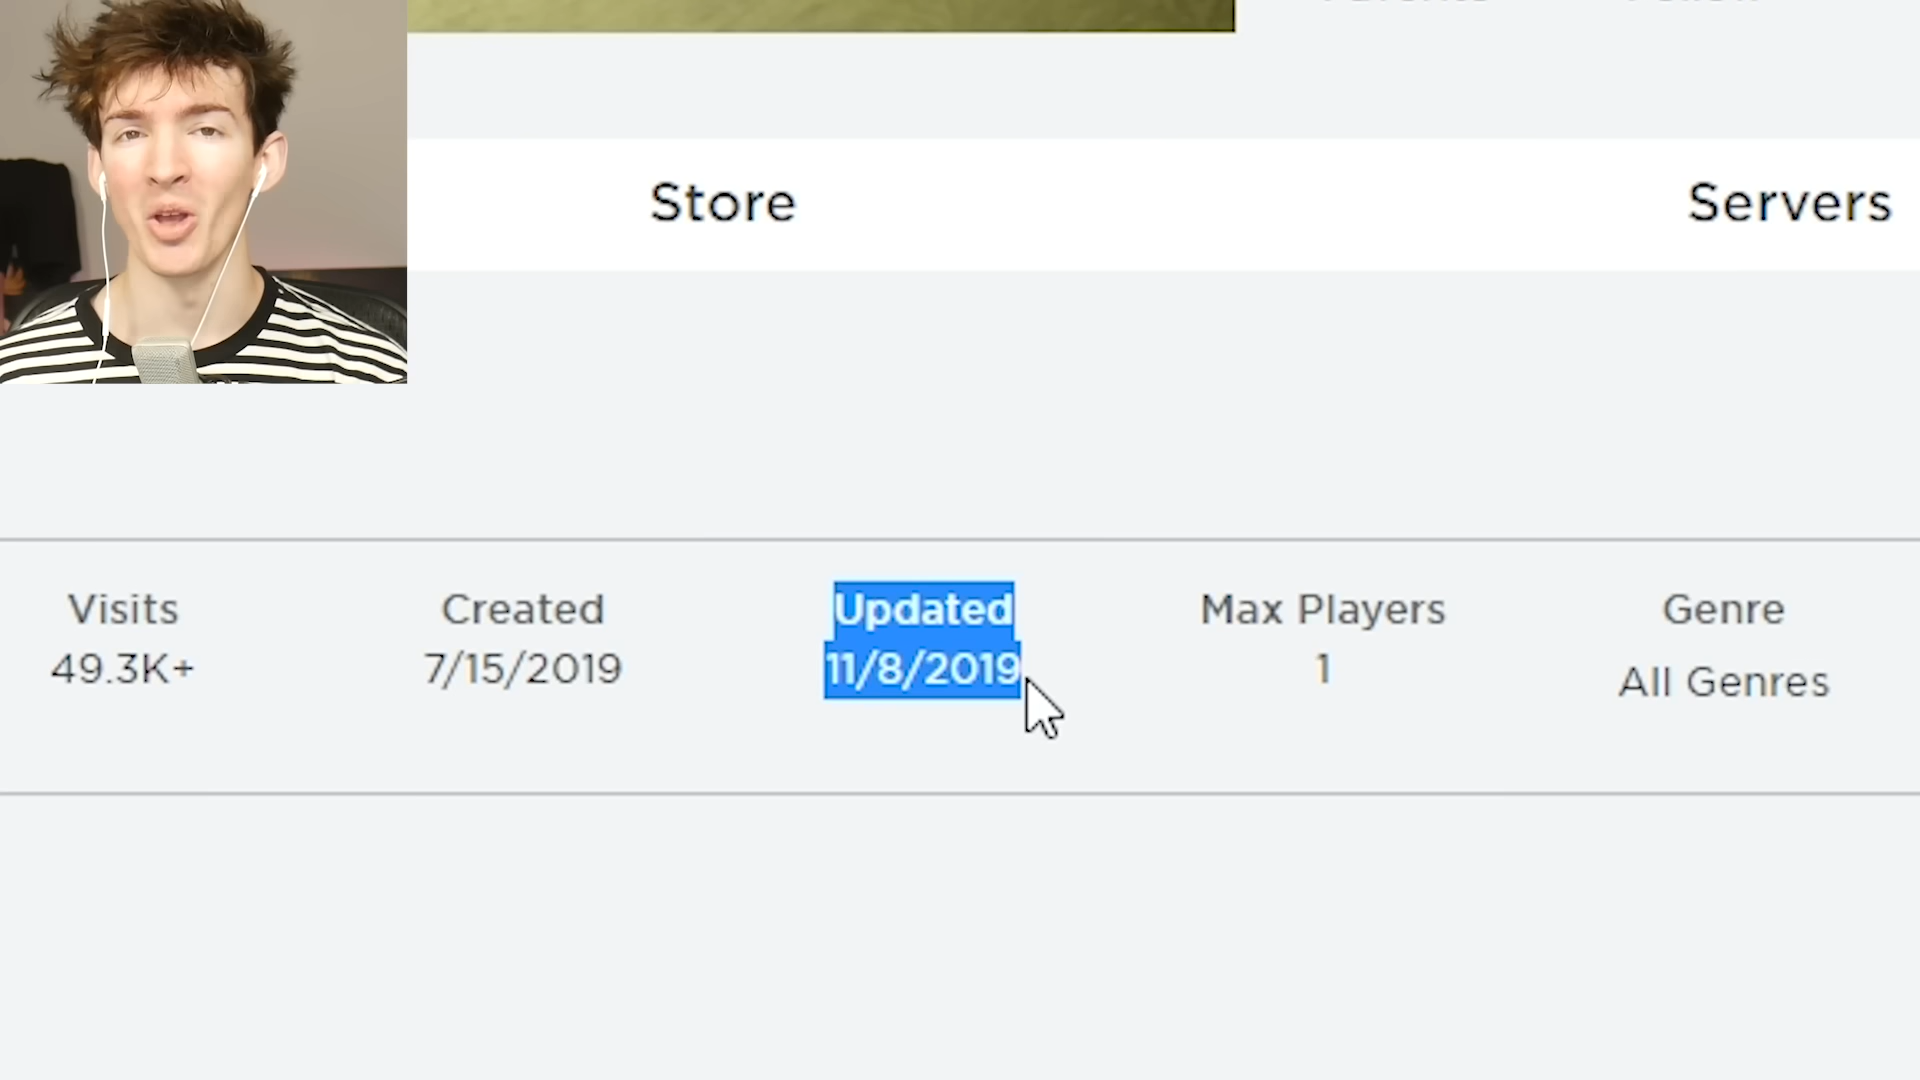 Store
Servers
Visits
49.3K+
Created
7/15/2019
Updated
11/8/2019
Max Players
1
Genre
All Genres